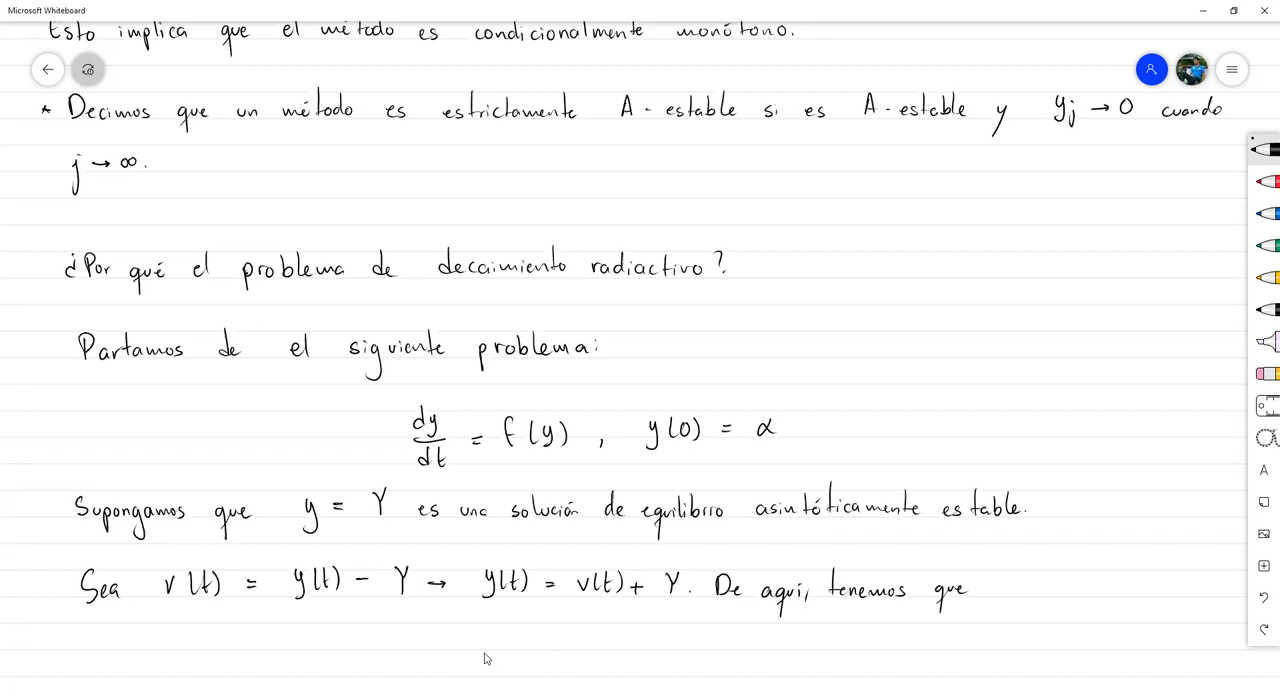 Microsoft Whiteboard
Esto implica que el método es condicionalmente monótono.
* Decimos que un método es estrictamente A-estable si es A-estable y yⱼ → 0 cuando
j → ∞.
¿Por qué el problema de decaimiento radiactivo?
Partamos de el siguiente problema:
dy/dt = f(y) , y(0) = α
Supongamos que y = Y es una solución de equilibrio asintóticamente estable.
Sea v(t) = y(t) - Y → y(t) = v(t) + Y. De aquí, tenemos que
A